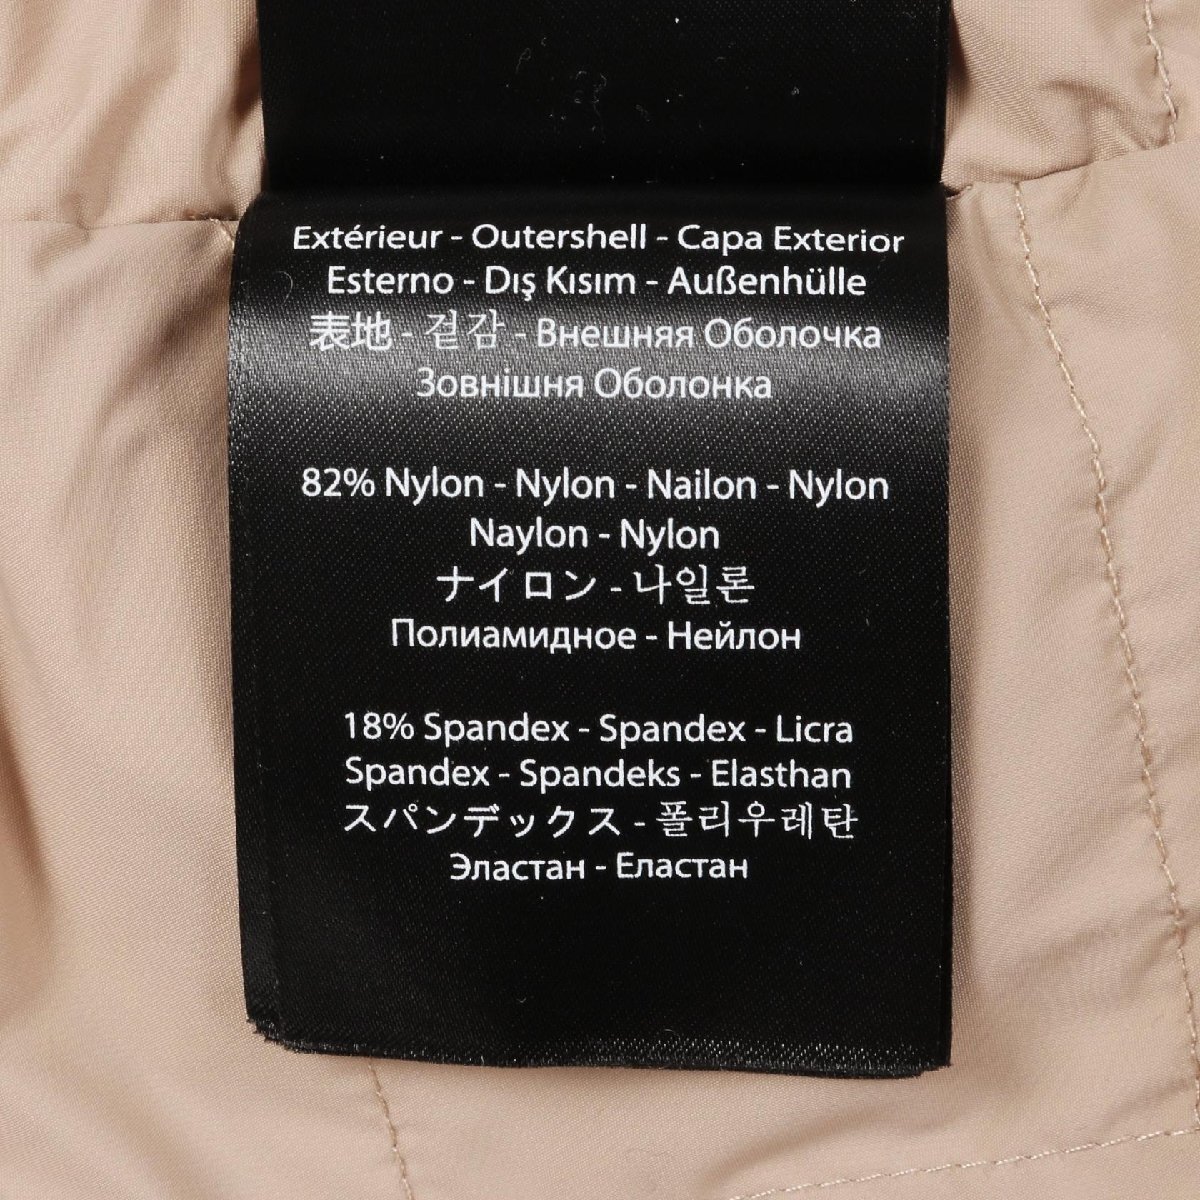 Extérieur - Outershell - Capa Exterior
Esterno - Dış Kısım - Außenhülle
表地 - 겉감 - Внешняя Оболочка
Зовнішня Оболонка
82% Nylon - Nylon - Nailon - Nylon
Naylon - Nylon
ナイロン - 나일론
Полиамидное - Нейлон
18% Spandex - Spandex - Licra
Spandex - Spandeks - Elasthan
スパンデックス - 폴리우레탄
Эластан - Еластан